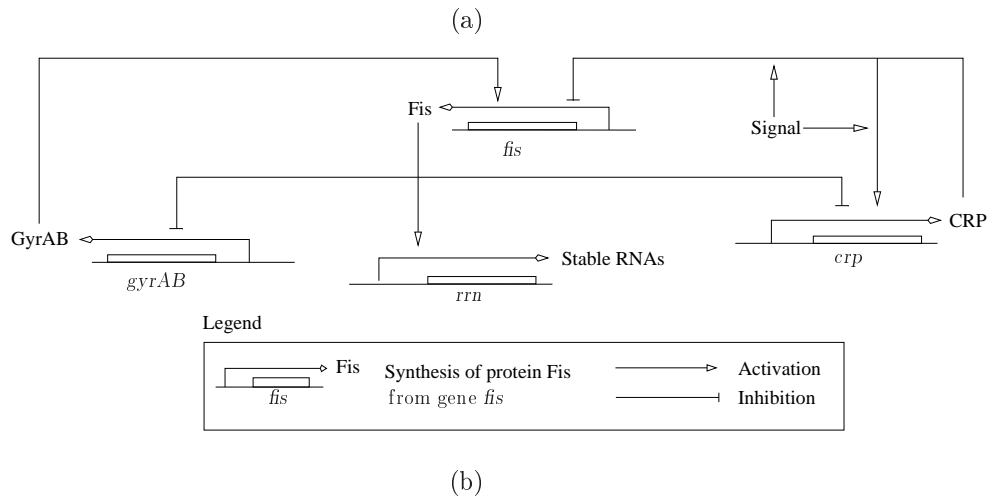 (a)
Fis
fis
Signal
GyrAB
gyrAB
Stable RNAs
rrn
CRP
crp
Legend
Fis
fis
Synthesis of protein Fis
from gene fis
Activation
Inhibition
(b)